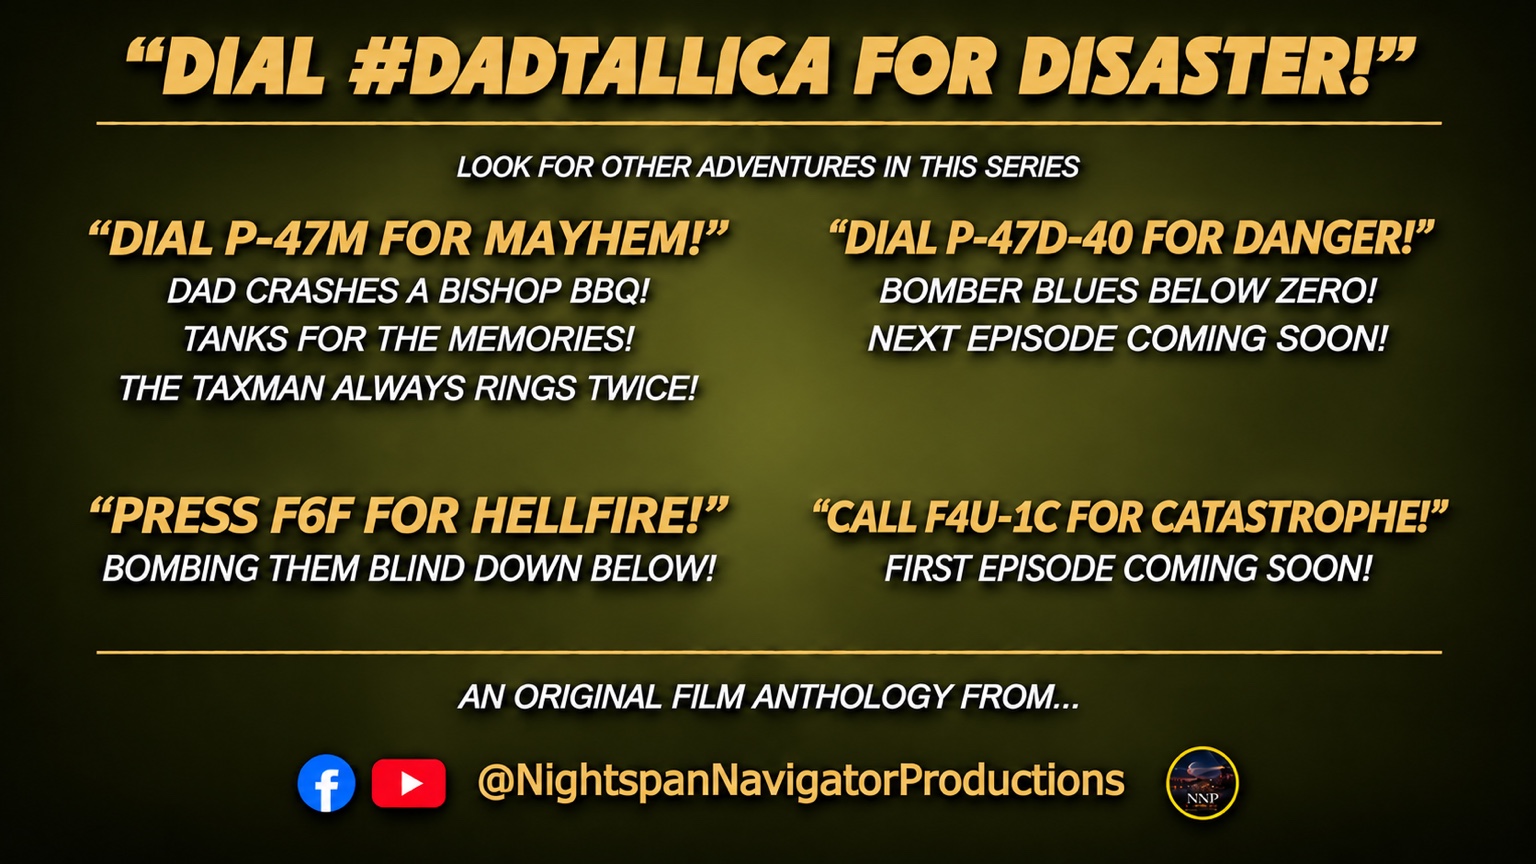 “DIAL #DADTALLICA FOR DISASTER!”
LOOK FOR OTHER ADVENTURES IN THIS SERIES
“DIAL P-47M FOR MAYHEM!”
DAD CRASHES A BISHOP BBQ!
TANKS FOR THE MEMORIES!
THE TAXMAN ALWAYS RINGS TWICE!
“DIAL P-47D-40 FOR DANGER!”
BOMBER BLUES BELOW ZERO!
NEXT EPISODE COMING SOON!
“PRESS F6F FOR HELLFIRE!”
BOMBING THEM BLIND DOWN BELOW!
“CALL F4U-1C FOR CATASTROPHE!”
FIRST EPISODE COMING SOON!
AN ORIGINAL FILM ANTHOLOGY FROM...
@NightspanNavigatorProductions
NNP